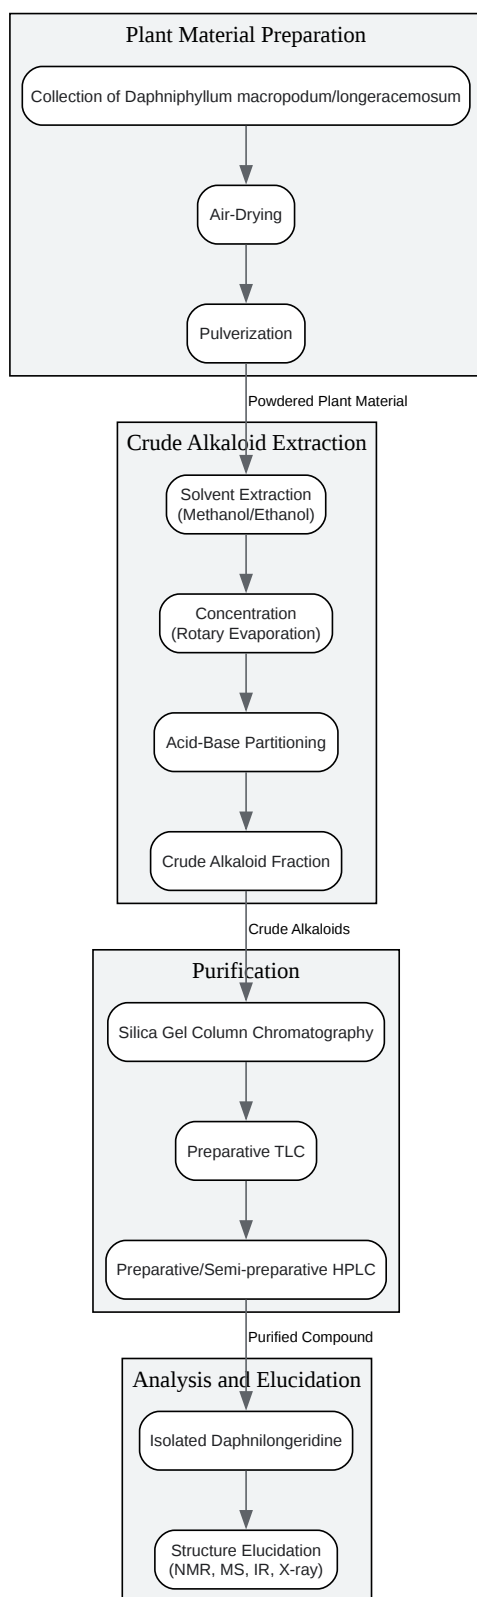 Plant Material Preparation
Collection of Daphniphyllum macropodum/longeracemosum
Air-Drying
Pulverization
Powdered Plant Material
Crude Alkaloid Extraction
Solvent Extraction
(Methanol/Ethanol)
Concentration
(Rotary Evaporation)
Acid-Base Partitioning
Crude Alkaloid Fraction
Crude Alkaloids
Purification
Silica Gel Column Chromatography
Preparative TLC
Preparative/Semi-preparative HPLC
Purified Compound
Analysis and Elucidation
Isolated Daphnilongeridine
Structure Elucidation
(NMR, MS, IR, X-ray)